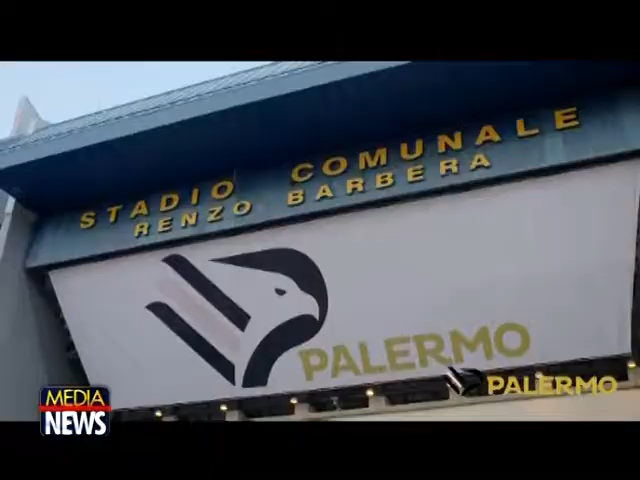 STADIO COMUNALE
RENZO BARBERA
PALERMO
PALERMO
MEDIA
NEWS